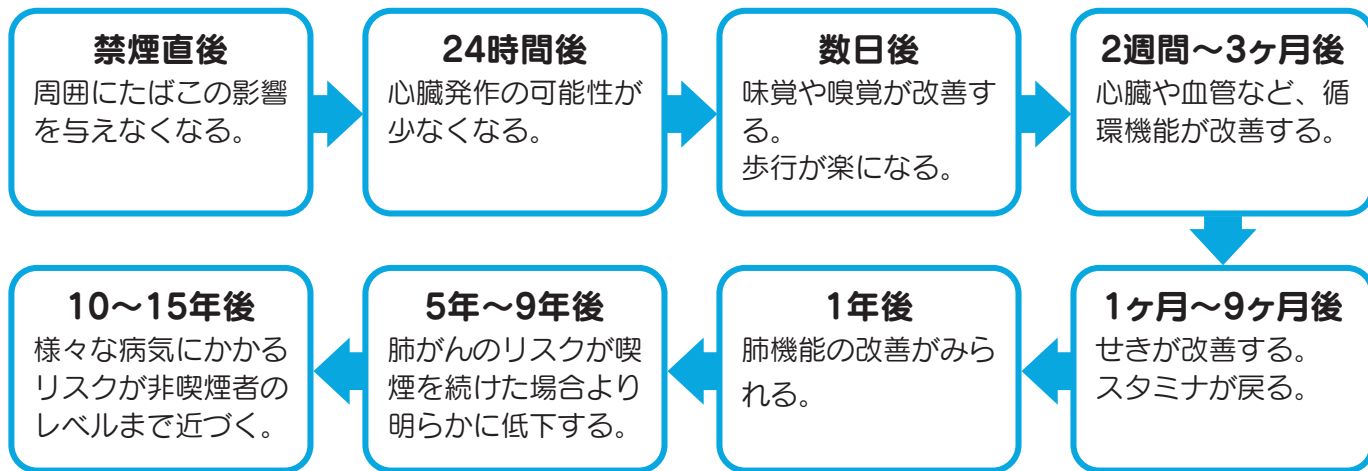 禁煙直後
周囲にたばこの影響
を与えなくなる。
24時間後
心臓発作の可能性が
少なくなる。
数日後
味覚や嗅覚が改善す
る。
歩行が楽になる。
2週間～3ヶ月後
心臓や血管など、循
環機能が改善する。
1ヶ月～9ヶ月後
せきが改善する。
スタミナが戻る。
1年後
肺機能の改善がみら
れる。
5年～9年後
肺がんのリスクが喫
煙を続けた場合より
明らかに低下する。
10～15年後
様々な病気にかかる
リスクが非喫煙者の
レベルまで近づく。